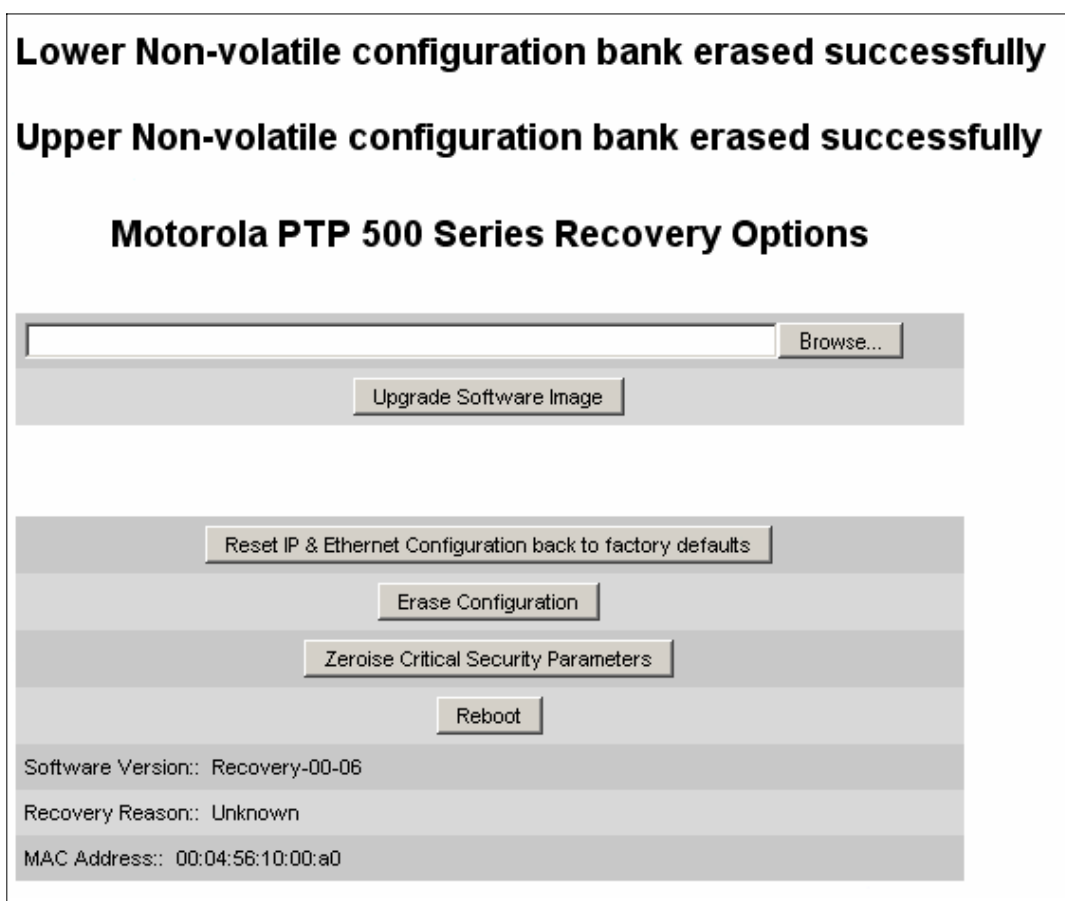 Lower Non-volatile configuration bank erased successfully
Upper Non-volatile configuration bank erased successfully
Motorola PTP 500 Series Recovery Options
Browse...
Upgrade Software Image
Reset IP & Ethernet Configuration back to factory defaults
Erase Configuration
Zeroise Critical Security Parameters
Reboot
Software Version:: Recovery-00-06
Recovery Reason:: Unknown
MAC Address:: 00:04:56:10:00:a0